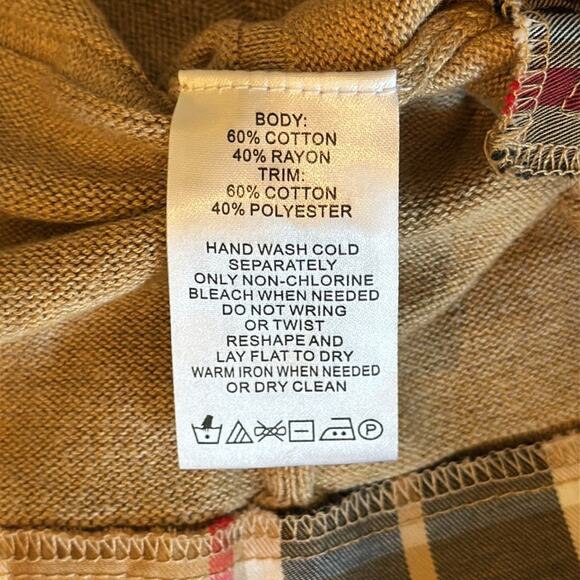 BODY:
60% COTTON
40% RAYON
TRIM:
60% COTTON
40% POLYESTER
HAND WASH COLD
SEPARATELY
ONLY NON-CHLORINE
BLEACH WHEN NEEDED
DO NOT WRING
OR TWIST
RESHAPE AND
LAY FLAT TO DRY
WARM IRON WHEN NEEDED
OR DRY CLEAN
P